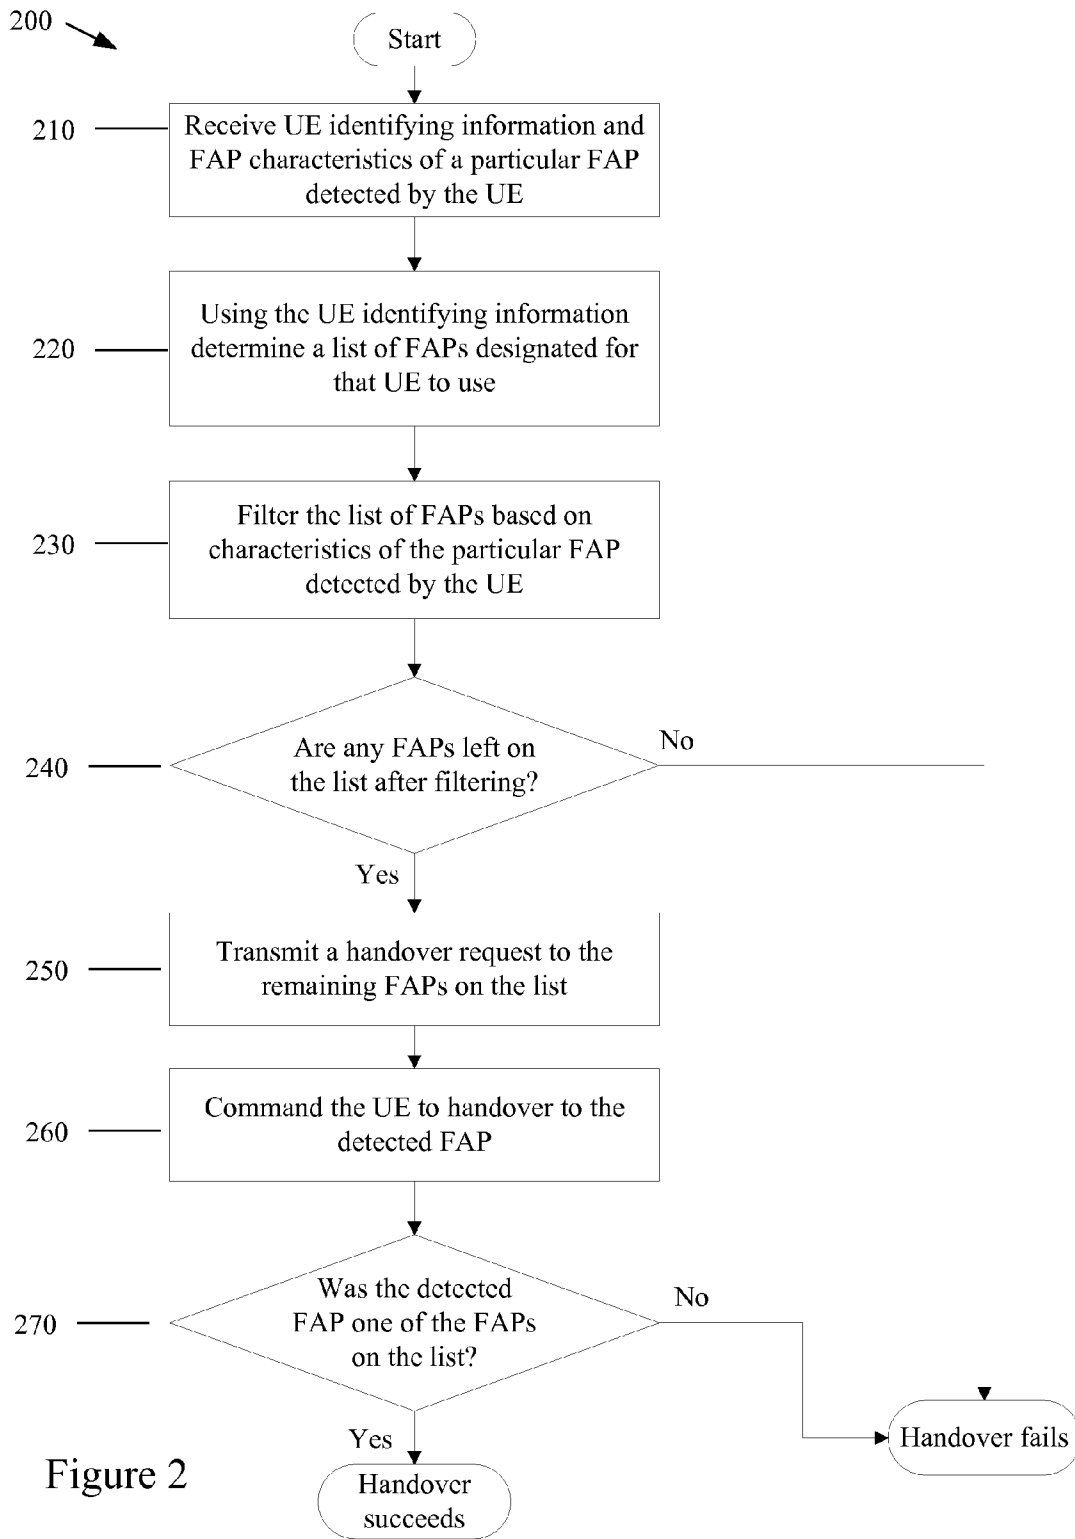 200
Start
210
Receive UE identifying information and
FAP characteristics of a particular FAP
detected by the UE
220
Using the UE identifying information
determine a list of FAPs designated for
that UE to use
230
Filter the list of FAPs based on
characteristics of the particular FAP
detected by the UE
240
Are any FAPs left on
the list after filtering?
No
Yes
250
Transmit a handover request to the
remaining FAPs on the list
260
Command the UE to handover to the
detected FAP
270
Was the detected
FAP one of the FAPs
on the list?
No
Yes
Handover fails
Handover
succeeds
Figure 2